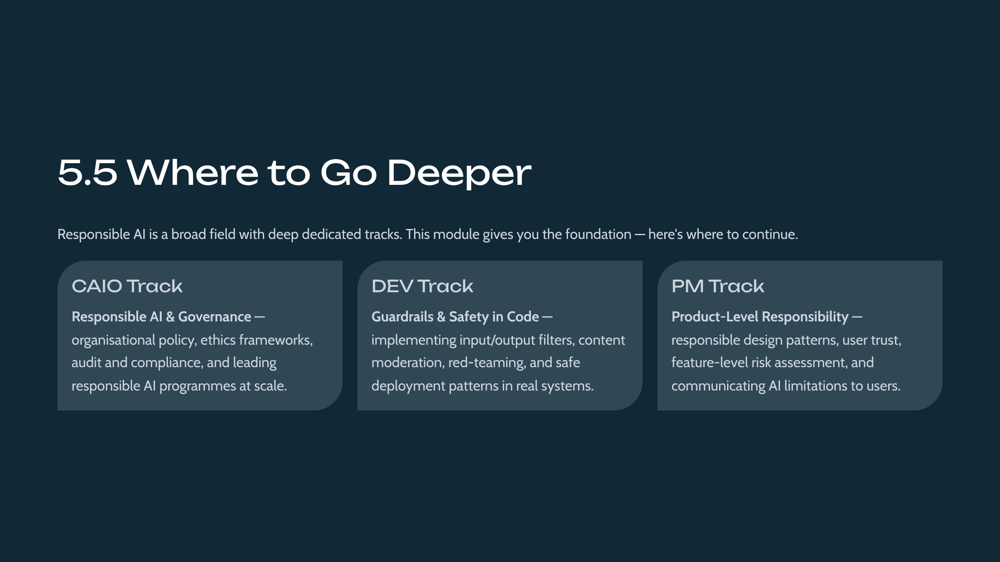 5.5 Where to Go Deeper
Responsible AI is a broad field with deep dedicated tracks. This module gives you the foundation — here's where to continue.
CAIO Track
Responsible AI & Governance —
organisational policy, ethics frameworks,
audit and compliance, and leading
responsible AI programmes at scale.
DEV Track
Guardrails & Safety in Code —
implementing input/output filters, content
moderation, red-teaming, and safe
deployment patterns in real systems.
PM Track
Product-Level Responsibility —
responsible design patterns, user trust,
feature-level risk assessment, and
communicating AI limitations to users.